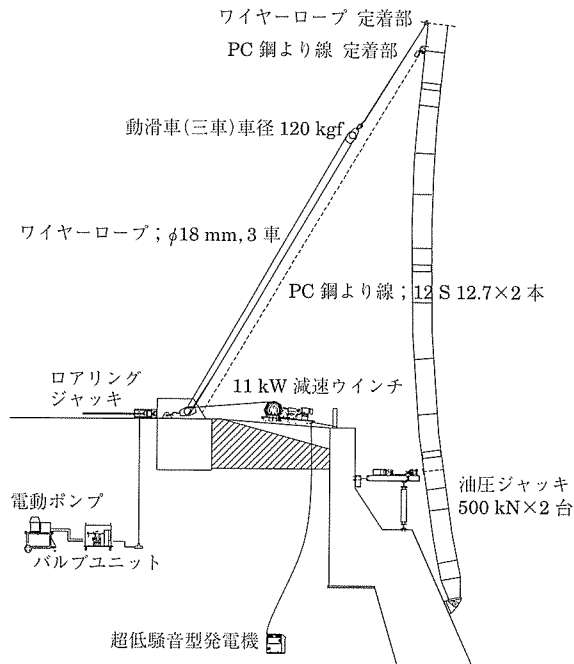 ワイヤーロープ 定着部
PC 鋼より線 定着部
動滑車(三車)車径 120 kgf
ワイヤーロープ；φ18 mm, 3 車
PC 鋼より線；12 S 12.7×2 本
ロアリング
ジャッキ
11 kW 減速ウインチ
油圧ジャッキ
500 kN×2 台
電動ポンプ
バルブユニット
超低騒音型発電機